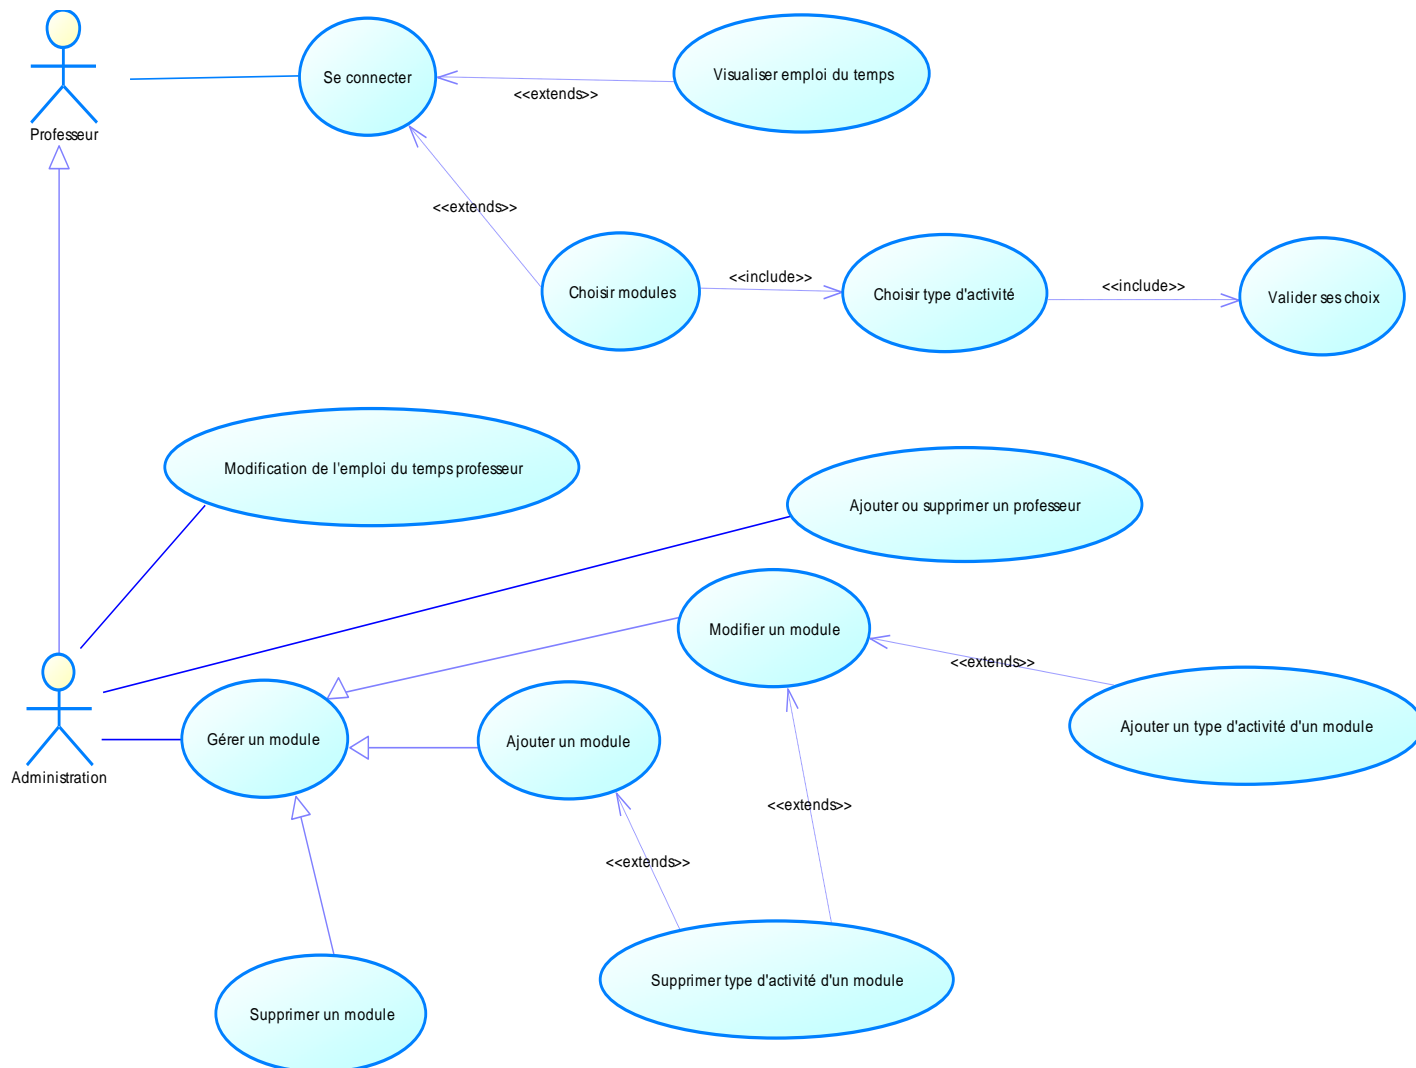 Professeur
Se connecter
Visualiser emploi du temps
<<extends>>
<<extends>>
Choisir modules
<<include>>
Choisir type d'activité
<<include>>
Valider ses choix
Modification de l'emploi du temps professeur
Ajouter ou supprimer un professeur
Modifier un module
<<extends>>
Ajouter un type d'activité d'un module
Administration
Gérer un module
Ajouter un module
<<extends>>
<<extends>>
Supprimer type d'activité d'un module
Supprimer un module